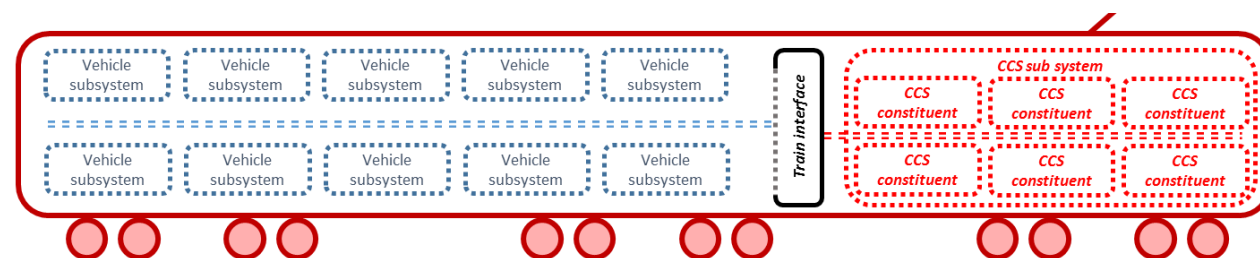 Vehicle
subsystem
Vehicle
subsystem
Vehicle
subsystem
Vehicle
subsystem
Vehicle
subsystem
Vehicle
subsystem
Vehicle
subsystem
Vehicle
subsystem
Vehicle
subsystem
Vehicle
subsystem
Train interface
CCS sub system
CCS
constituent
CCS
constituent
CCS
constituent
CCS
constituent
CCS
constituent
CCS
constituent